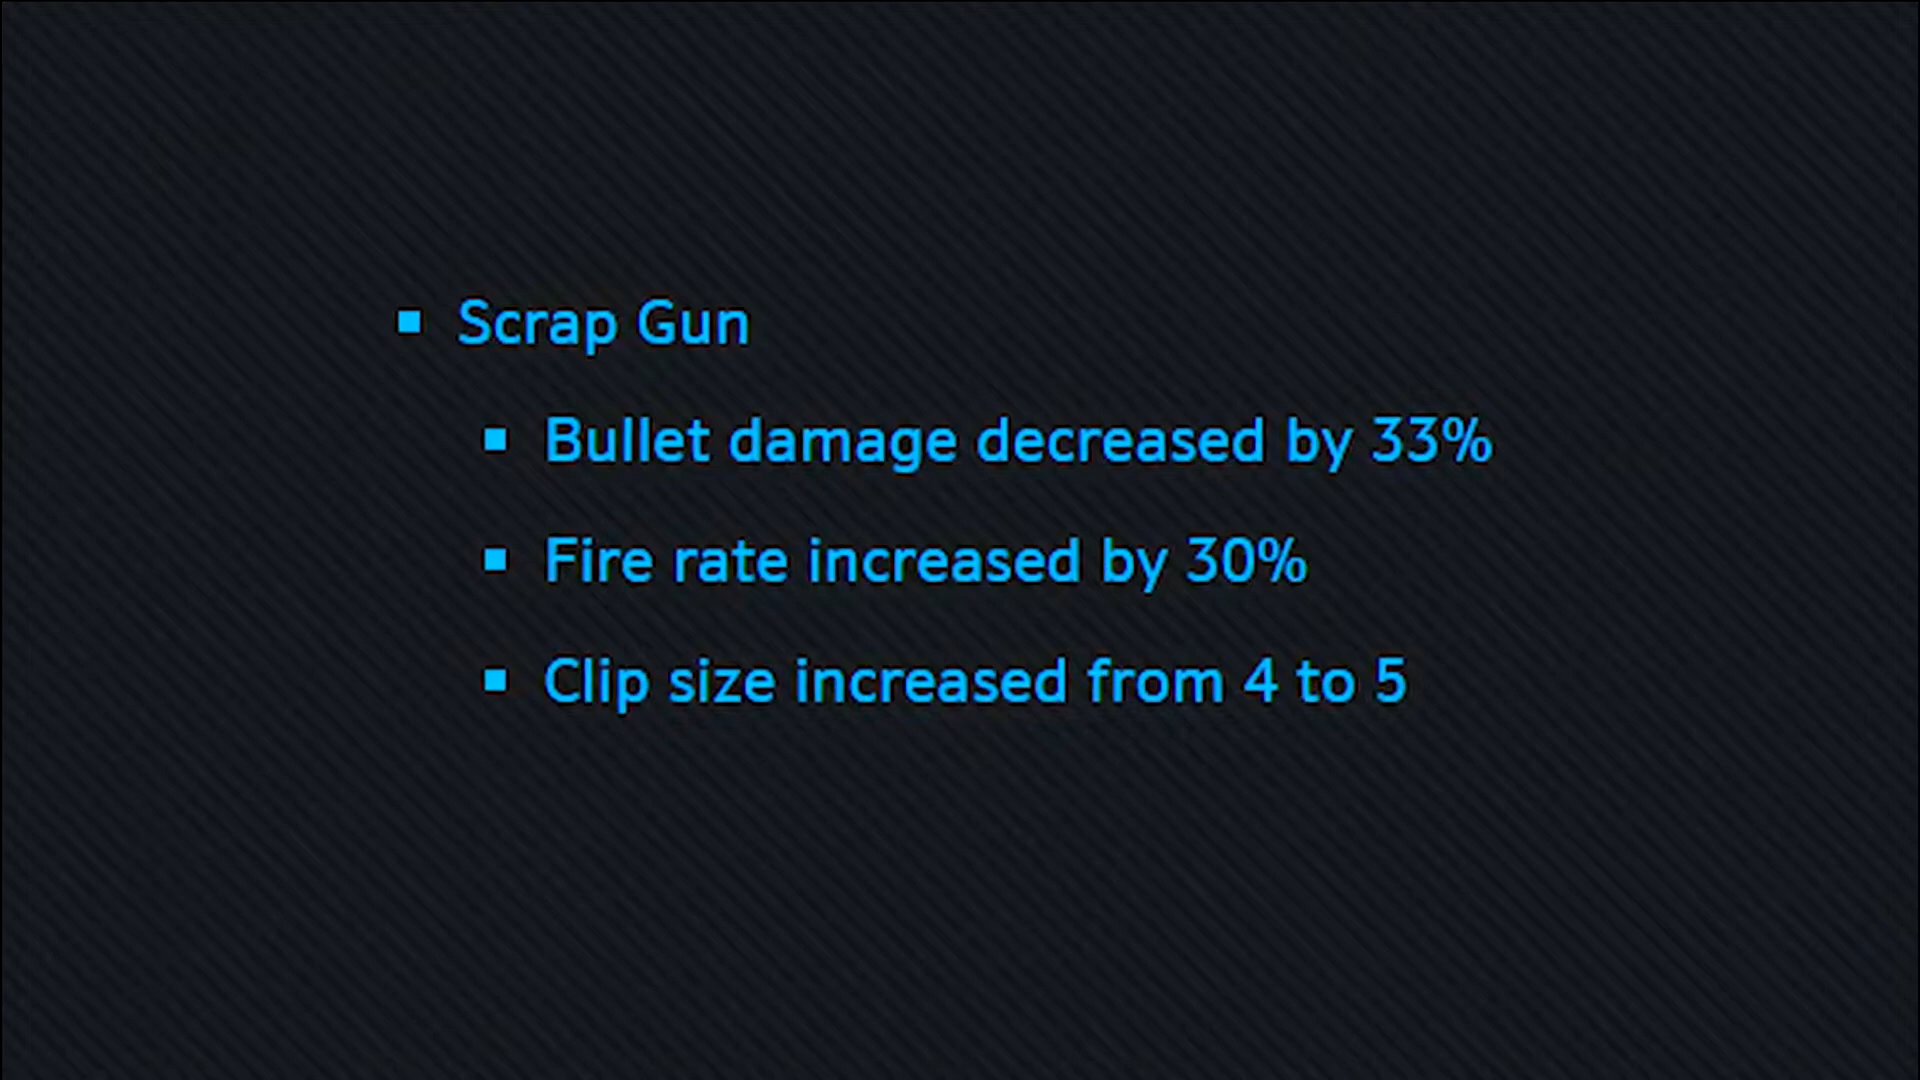 Scrap Gun
Bullet damage decreased by 33%
Fire rate increased by 30%
Clip size increased from 4 to 5